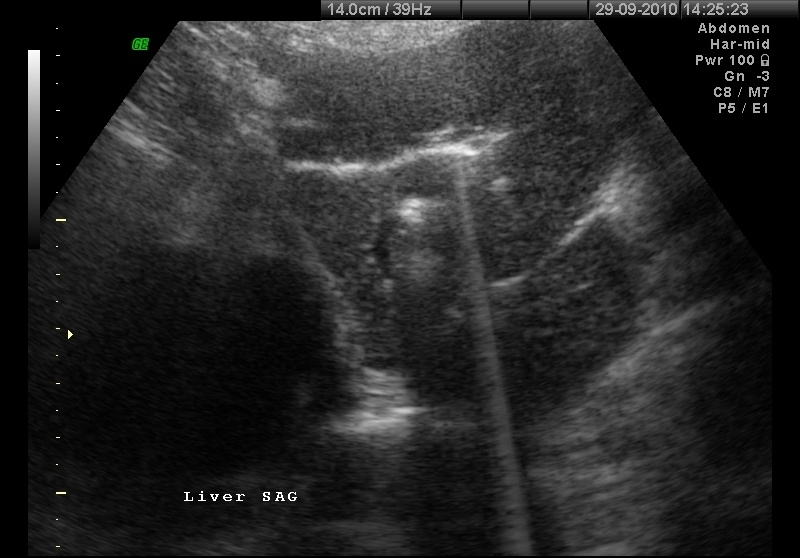 14.0cm / 39Hz 29-09-2010 14:25:23
GE
Abdomen
Har-mid
Pwr 100
Gn -3
C8 / M7
P5 / E1
Liver SAG